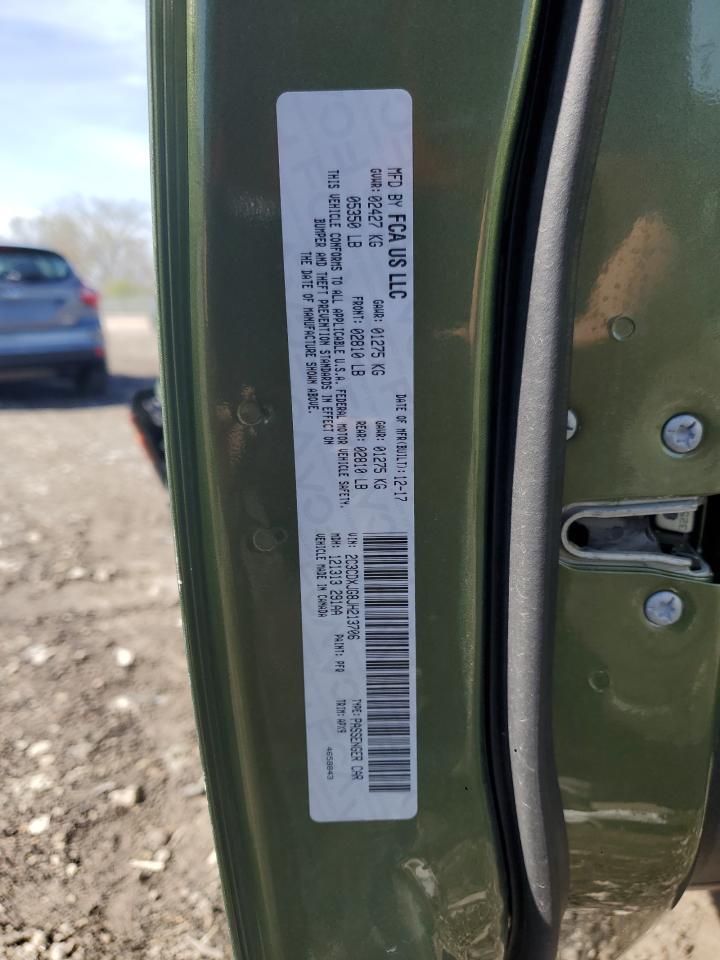 MFD BY FCA US LLC
DATE OF MFR(BUILT): 12-17
GVWR: 02427 KG
GAWR: 01275 KG
GAWR: 01275 KG
05350 LB
FRONT: 02810 LB
REAR: 02810 LB
THIS VEHICLE CONFORMS TO ALL APPLICABLE U.S.A. FEDERAL MOTOR VEHICLE SAFETY,
BUMPER AND THEFT PREVENTION STANDARDS IN EFFECT ON
THE DATE OF MANUFACTURE SHOWN ABOVE.
VIN: 2C3CDXJG8JH213706
TYPE: PASSENGER CAR
MDH: 121313 291AA
PAINT: PFQ
TRIM: APX9
VEHICLE MADE IN CANADA
4658843